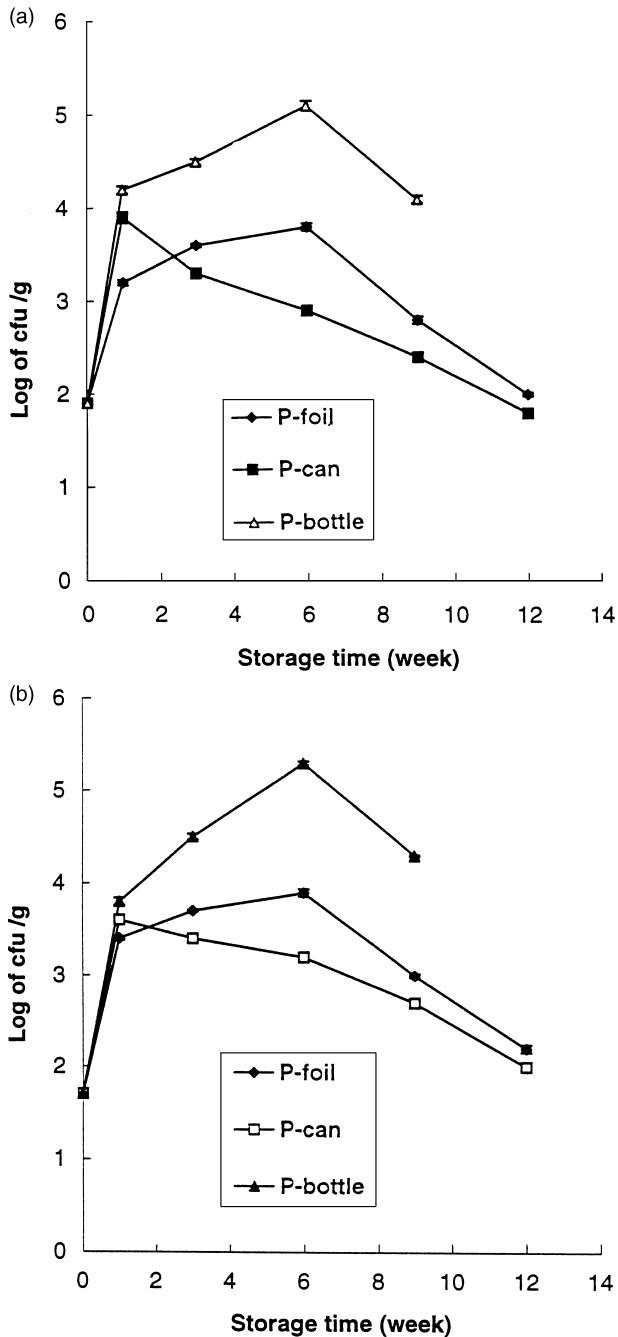 (a)
6
5
4
3
2
1
0
Log of cfu /g
P-foil
P-can
P-bottle
0 2 4 6 8 10 12 14
Storage time (week)
(b)
6
5
4
3
2
1
0
Log of cfu /g
P-foil
P-can
P-bottle
0 2 4 6 8 10 12 14
Storage time (week)